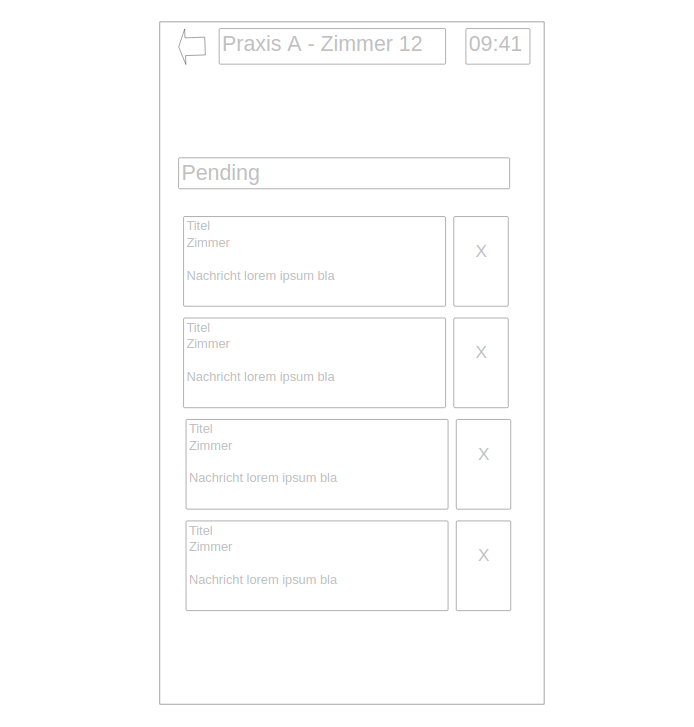 Praxis A - Zimmer 12
09:41
Pending
Titel
Zimmer
Nachricht lorem ipsum bla
X
Titel
Zimmer
Nachricht lorem ipsum bla
X
Titel
Zimmer
Nachricht lorem ipsum bla
X
Titel
Zimmer
Nachricht lorem ipsum bla
X